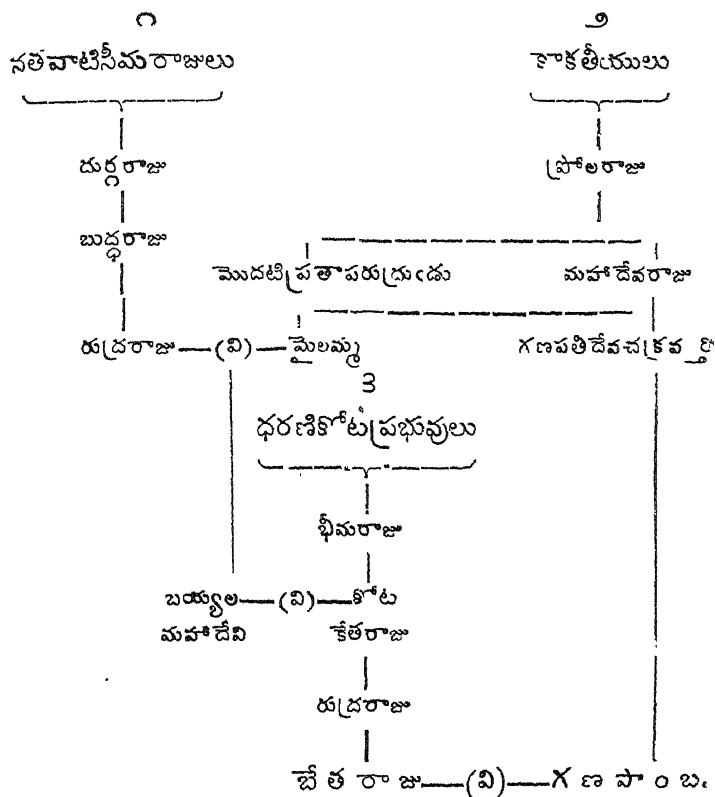 ౧ ౨
నతవాటిసీమరాజులు కాకతీయులు
దుర్గరాజు ప్రోలరాజు
బుద్ధరాజు
మొదటిప్రతాపరుద్రుఁడు మహాదేవరాజు
రుద్రరాజు—(వి)—మైలమ్మ గణపతిదేవచక్రవర్తి
౩
ధరణికోటప్రభువులు
భీమరాజు
బయ్యల—(వి)—కోట
మహాదేవి కేతరాజు
రుద్రరాజు
బేతరాజు—(వి)—గణపాంబ